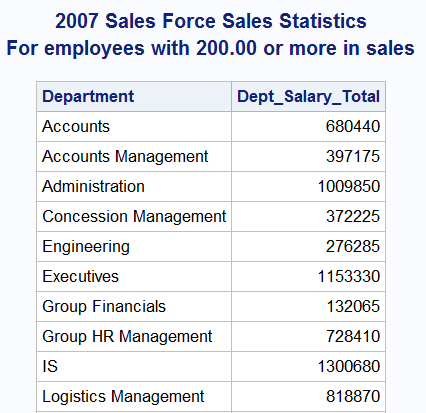 2007 Sales Force Sales Statistics
For employees with 200.00 or more in sales
Department Dept_Salary_Total
Accounts 680440
Accounts Management 397175
Administration 1009850
Concession Management 372225
Engineering 276285
Executives 1153330
Group Financials 132065
Group HR Management 728410
IS 1300680
Logistics Management 818870